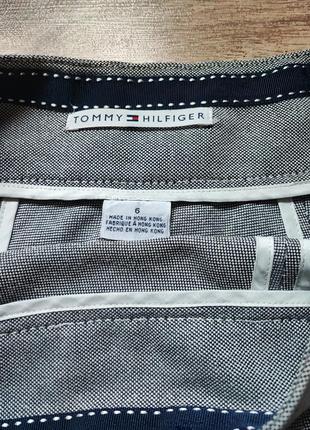 TOMMY HILFIGER
6
MADE IN HONG KONG
FABRIQUÉ À HONG KONG
HECHO EN HONG KONG